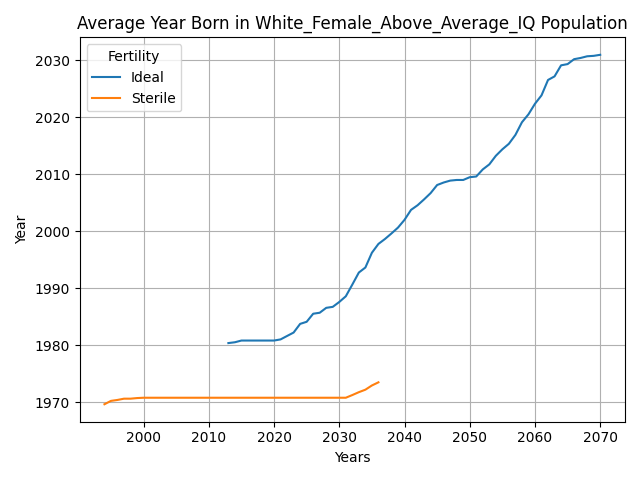 Average Year Born in White_Female_Above_Average_IQ Population
Fertility
Ideal
Sterile
Year
2030
2020
2010
2000
1990
1980
1970
2000 2010 2020 2030 2040 2050 2060 2070
Years